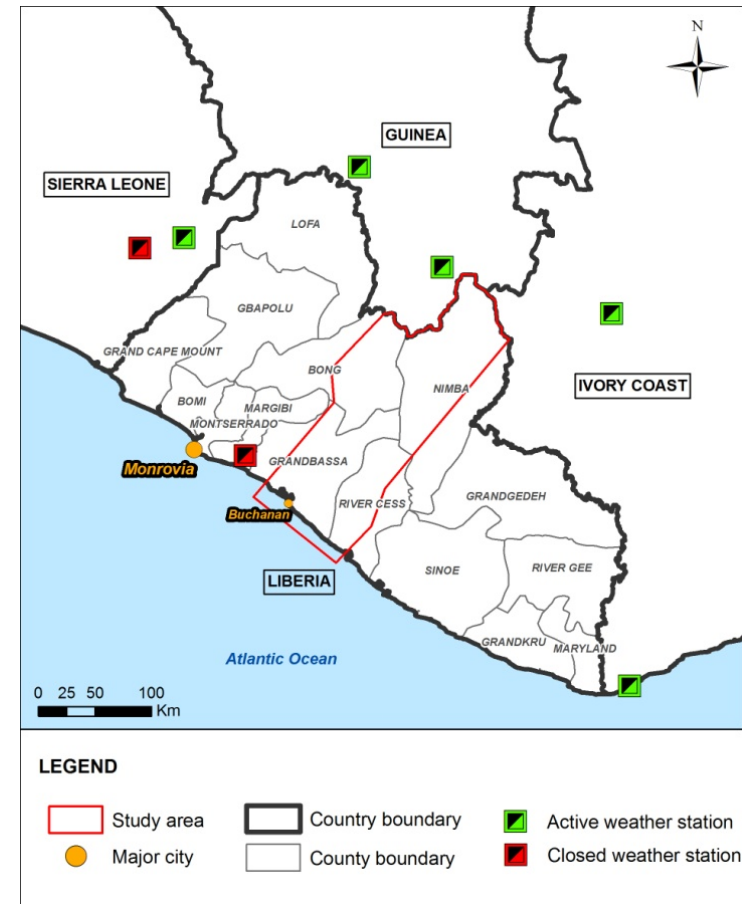 N
GUINEA
SIERRA LEONE
LOFA
GBAPOLU
GRAND CAPE MOUNT
BONG
NIMBA
IVORY COAST
BOMI
MARGIBI
MONTSERRADO
Monrovia
GRANDBASSA
GRANDGEDEH
RIVER CESS
Buchanan
LIBERIA
SINOE
RIVER GEE
GRANDKRU
MARYLAND
Atlantic Ocean
0 25 50 100
Km
LEGEND
Study area
Country boundary
Active weather station
Major city
County boundary
Closed weather station